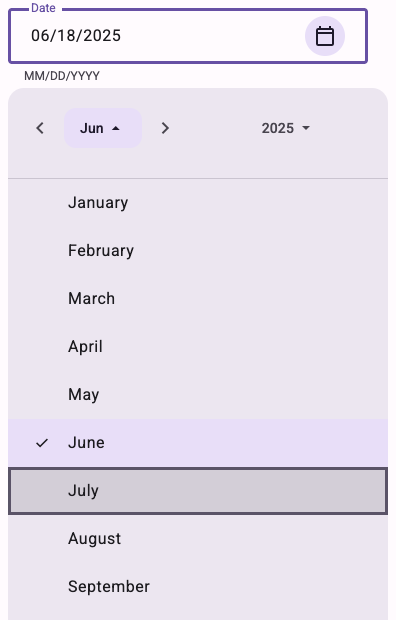 Date
06/18/2025
MM/DD/YYYY
Jun 2025
January
February
March
April
May
June
July
August
September